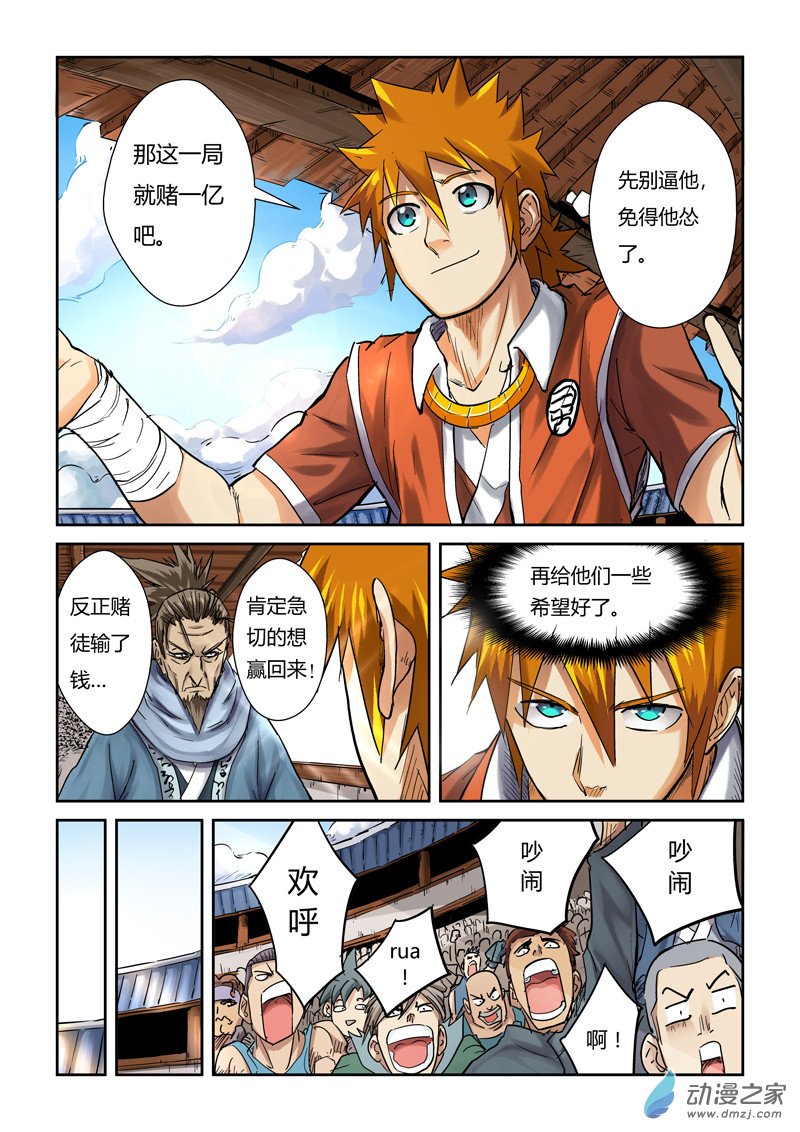 先别逼他，
免得他怂
了。
那这一局
就赌一亿
吧。
反正赌
徒输了
钱...
肯定急
切的想
赢回来！
再给他们一些
希望好了。
欢
呼
rua
！
吵
闹
啊！
吵
闹
动漫之家
www.dmzj.com